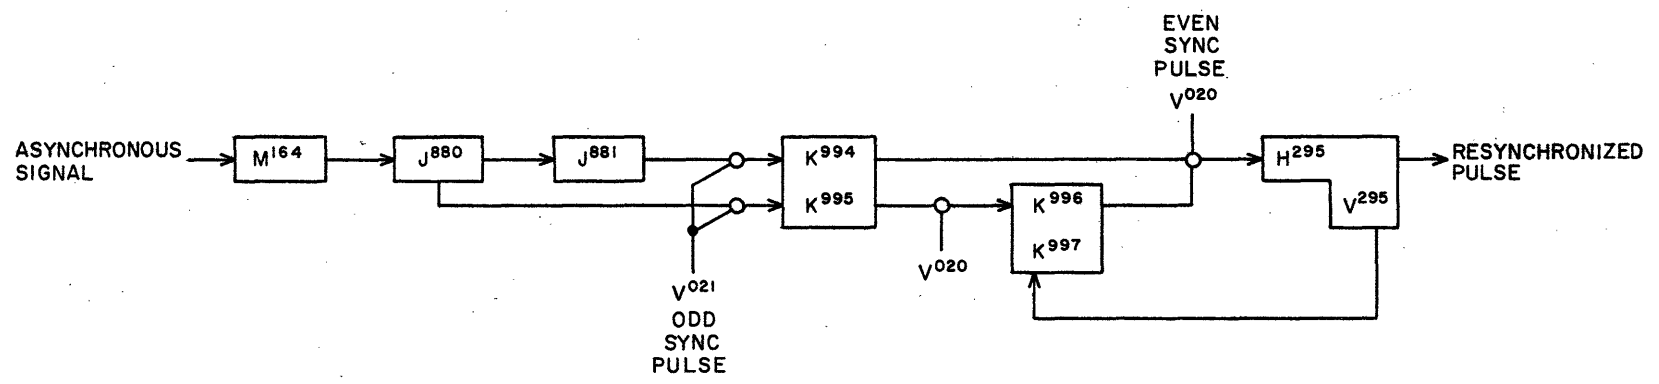 EVEN
SYNC
PULSE
V020
ASYNCHRONOUS
SIGNAL
M164
J880
J881
K994
K995
K996
K997
V020
H295
V295
RESYNCHRONIZED
PULSE
V021
ODD
SYNC
PULSE